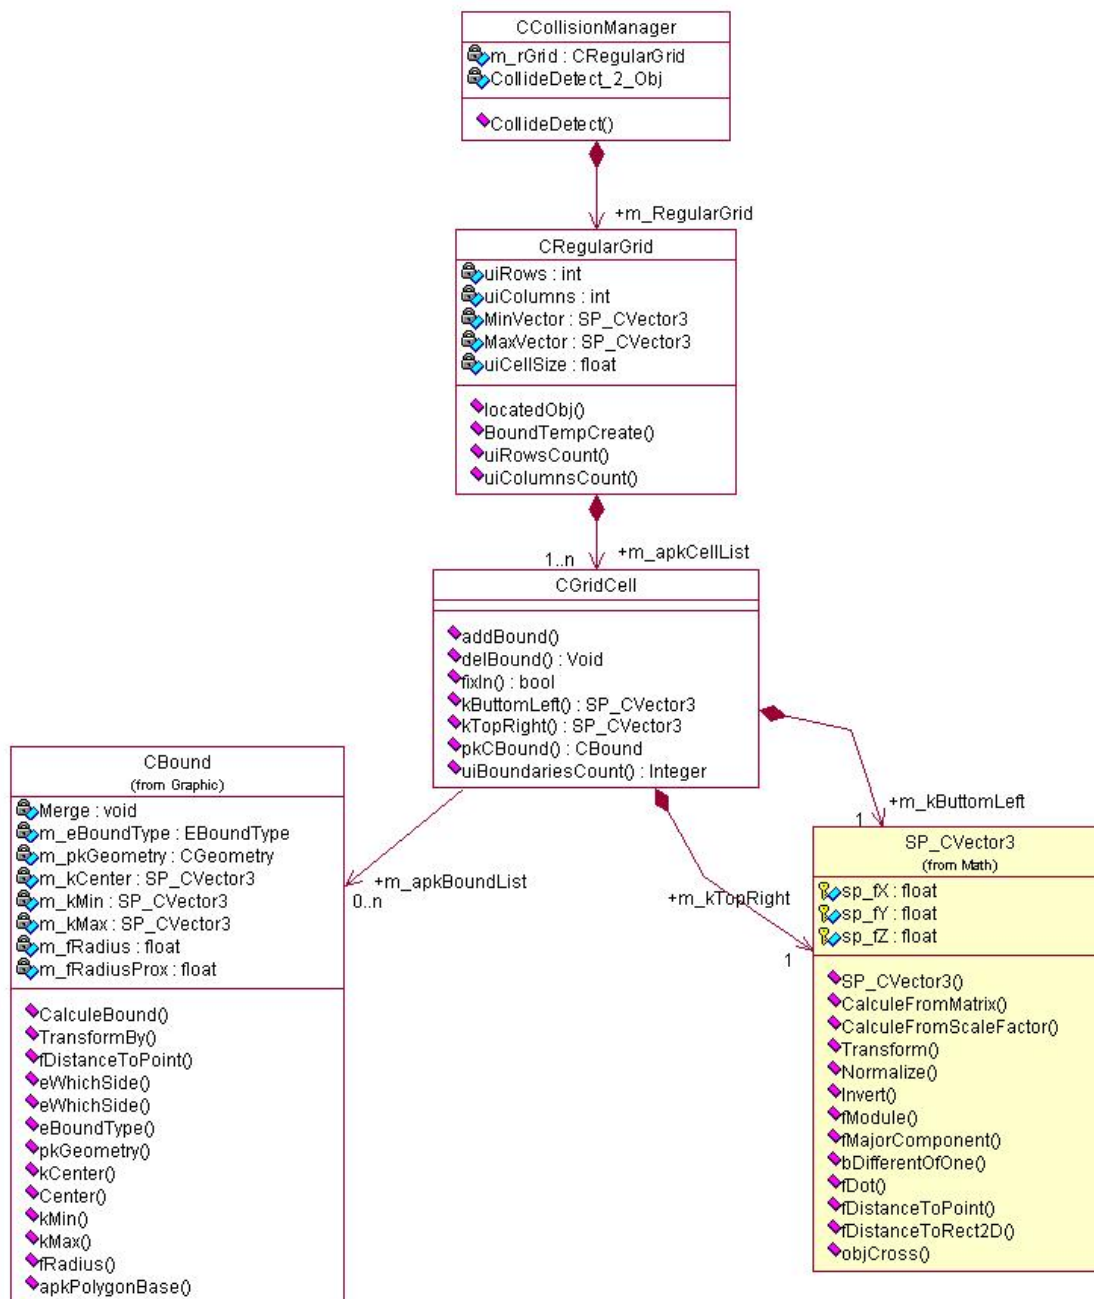 CCollisionManager
m_rGrid : CRegularGrid
CollideDetect_2_Obj
CollideDetect()
+m_RegularGrid
CRegularGrid
uiRows : int
uiColumns : int
MinVector : SP_CVector3
MaxVector : SP_CVector3
uiCellSize : float
locatedObj()
BoundTempCreate()
uiRowsCount()
uiColumnsCount()
1..n
+m_apkCellList
CGridCell
addBound()
delBound() : Void
fixIn() : bool
kButtomLeft() : SP_CVector3
kTopRight() : SP_CVector3
pkCBound() : CBound
uiBoundariesCount() : Integer
+m_apkBoundList
0..n
+m_kTopRight
1
+m_kButtomLeft
1
CBound
(from Graphic)
Merge : void
m_eBoundType : EBoundType
m_pkGeometry : CGeometry
m_kCenter : SP_CVector3
m_kMin : SP_CVector3
m_kMax : SP_CVector3
m_fRadius : float
m_fRadiusProx : float
CalculeBound()
TransformBy()
fDistanceToPoint()
eWhichSide()
eWhichSide()
eBoundType()
pkGeometry()
kCenter()
Center()
kMin()
kMax()
fRadius()
apkPolygonBase()
SP_CVector3
(from Math)
sp_fX : float
sp_fY : float
sp_fZ : float
SP_CVector3()
CalculeFromMatrix()
CalculeFromScaleFactor()
Transform()
Normalize()
Invert()
fModule()
fMajorComponent()
bDifferentOfOne()
fDot()
fDistanceToPoint()
fDistanceToRect2D()
objCross()